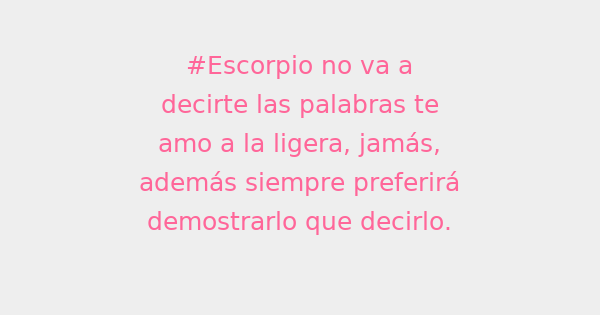 #Escorpio no va a
decirte las palabras te
amo a la ligera, jamás,
además siempre preferirá
demostrarlo que decirlo.